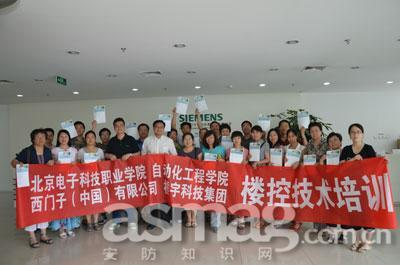 SIEMENS
北京电子科技职业学院 自动化工程学院
西门子（中国）有限公司 宇科技集团
楼控技术培训
asmag.com.cn
安防知识网